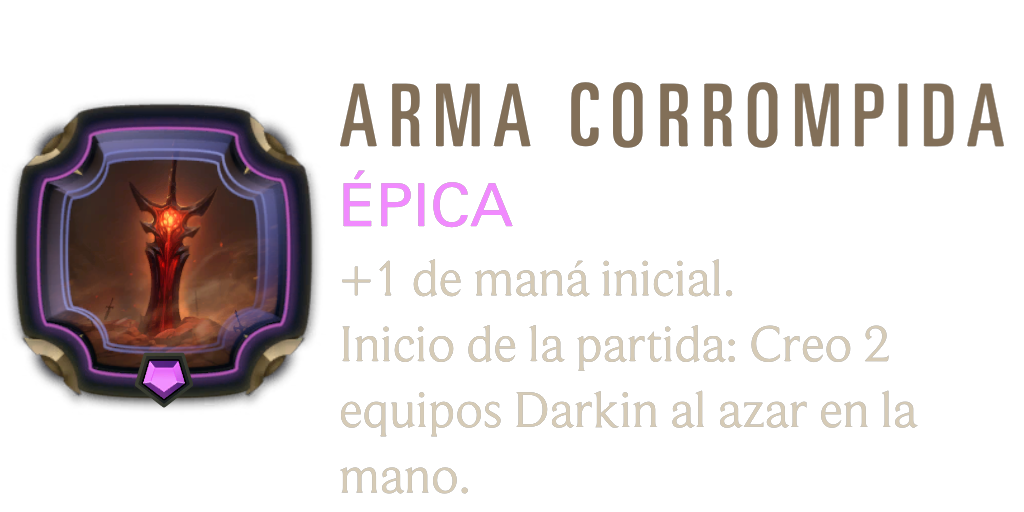 ARMA CORROMPIDA
ÉPICA
+1 de maná inicial.
Inicio de la partida: Creo 2
equipos Darkin al azar en la
mano.